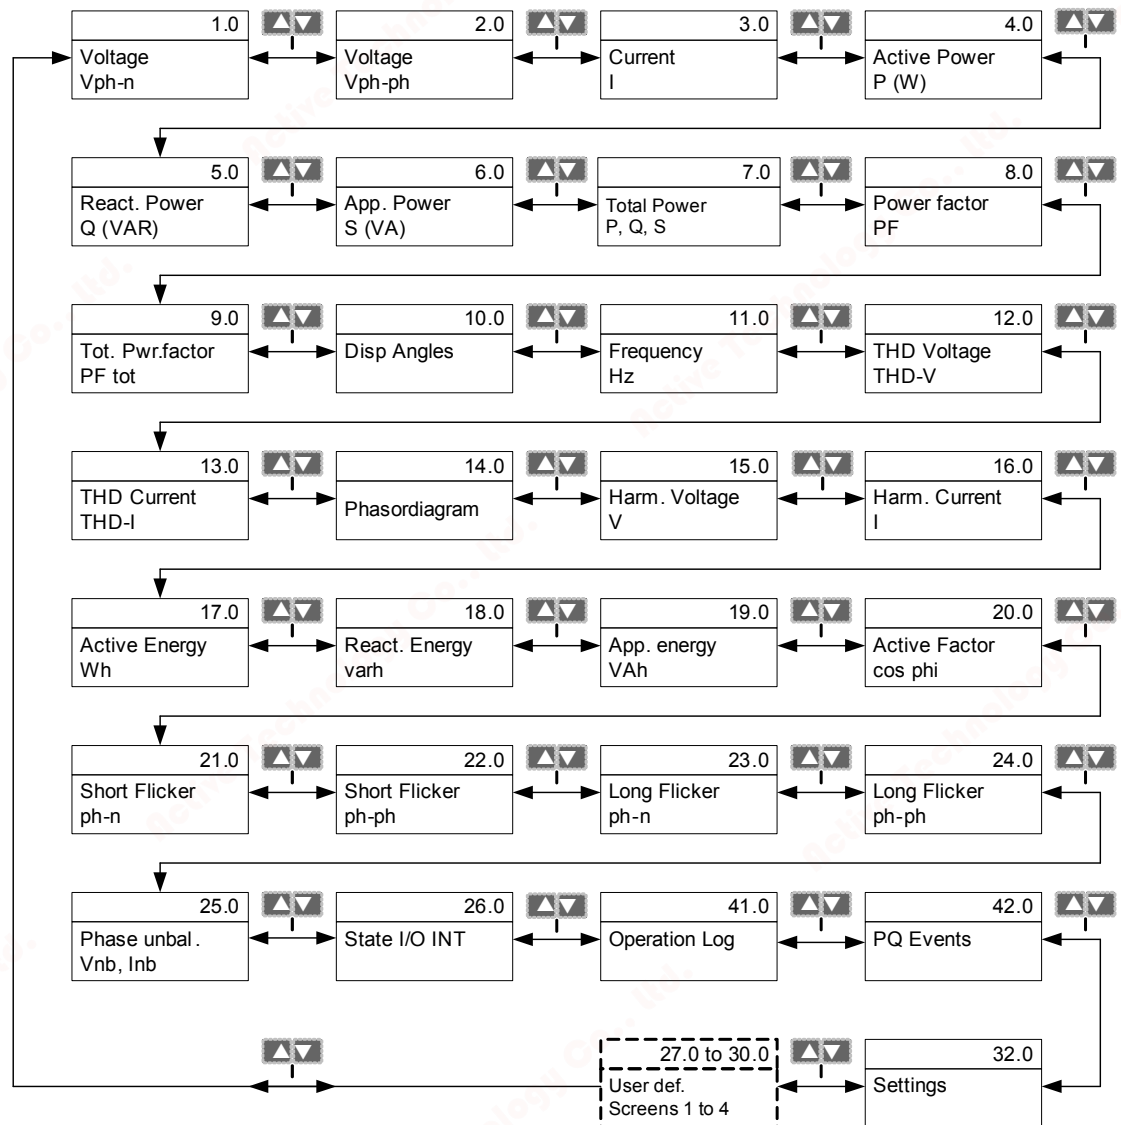 1.0
Voltage
Vph-n
2.0
Voltage
Vph-ph
3.0
Current
I
4.0
Active Power
P (W)
5.0
React. Power
Q (VAR)
6.0
App. Power
S (VA)
7.0
Total Power
P, Q, S
8.0
Power factor
PF
9.0
Tot. Pwr.factor
PF tot
10.0
Disp Angles
11.0
Frequency
Hz
12.0
THD Voltage
THD-V
13.0
THD Current
THD-I
14.0
Phasordiagram
15.0
Harm. Voltage
V
16.0
Harm. Current
I
17.0
Active Energy
Wh
18.0
React. Energy
varh
19.0
App. energy
VAh
20.0
Active Factor
cos phi
21.0
Short Flicker
ph-n
22.0
Short Flicker
ph-ph
23.0
Long Flicker
ph-n
24.0
Long Flicker
ph-ph
25.0
Phase unbal.
Vnb, Inb
26.0
State I/O INT
41.0
Operation Log
42.0
PQ Events
27.0 to 30.0
User def.
Screens 1 to 4
32.0
Settings